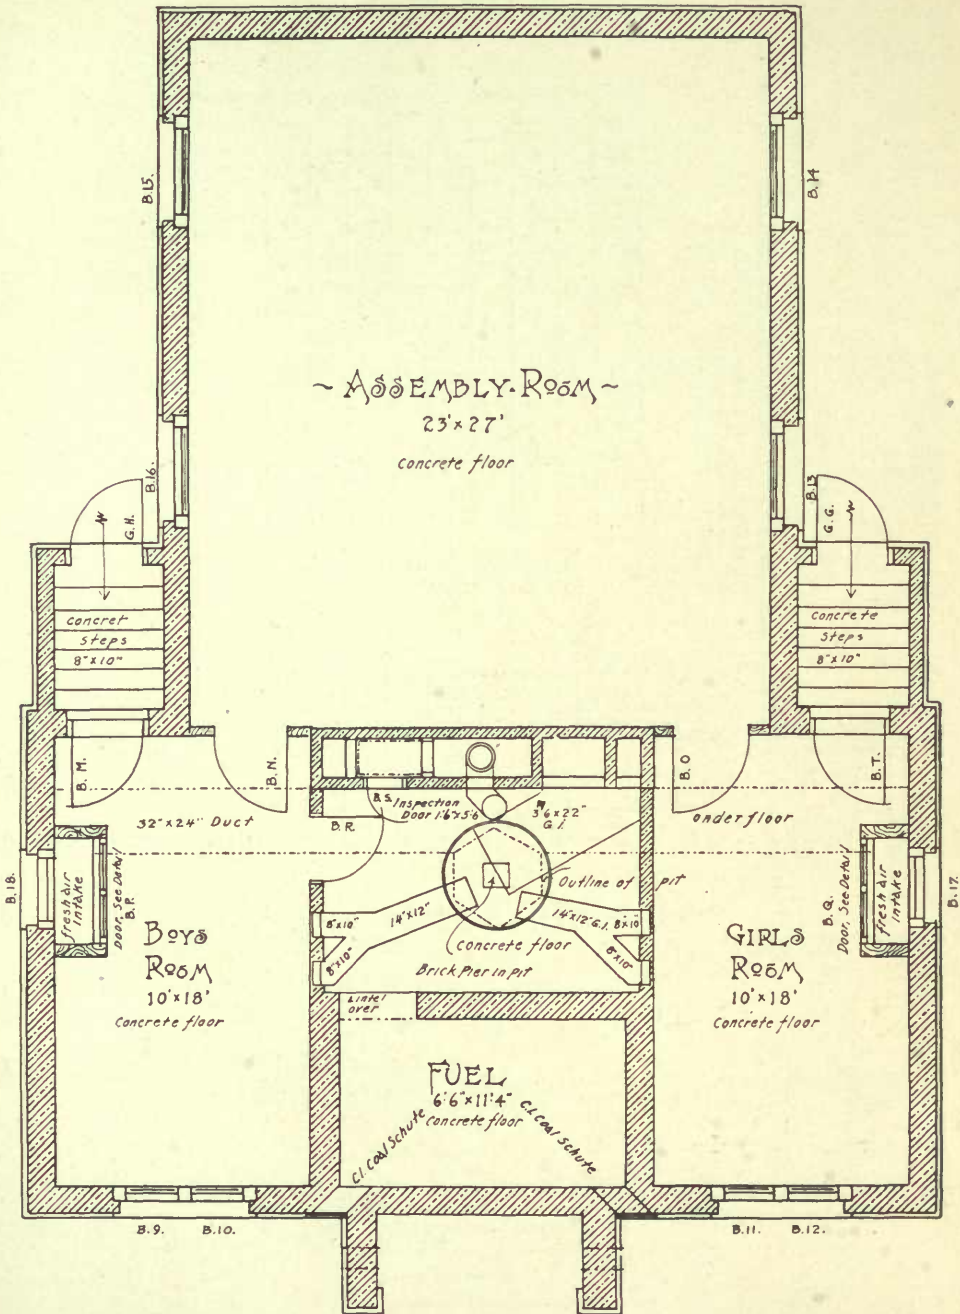 B.15.
B.14
~ ASSEMBLY-ROOM ~
23'x27'
Concrete floor
B.16.
B.13
G.H.
G.G.
Concret
Steps
8"x10"
Concrete
Steps
8"x10"
B.M.
B.N.
B.O
B.T.
B.S. Inspection
Door 1'6"x5'6
3'6x22"
G.I.
32"x24" Duct
B.R.
onderfloor
B.18.
fresh air
intake
Door, See Detail
B.P.
Outline of pit
B.Q.
Door, See Detail
fresh air
intake
B.17.
8"x10"
14"x12"
14"x12" G.I.
8"x10"
8"x10"
8"x10"
Concrete floor
Brick Pier in Pit
BOYS
ROOM
10'x18'
Concrete floor
GIRLS
ROOM
10'x18'
Concrete floor
Lintel
over
FUEL
6'6"x11'4"
Concrete floor
C.I. Coal Schute
C.I. Coal Schute
B.9. B.10.
B.11. B.12.